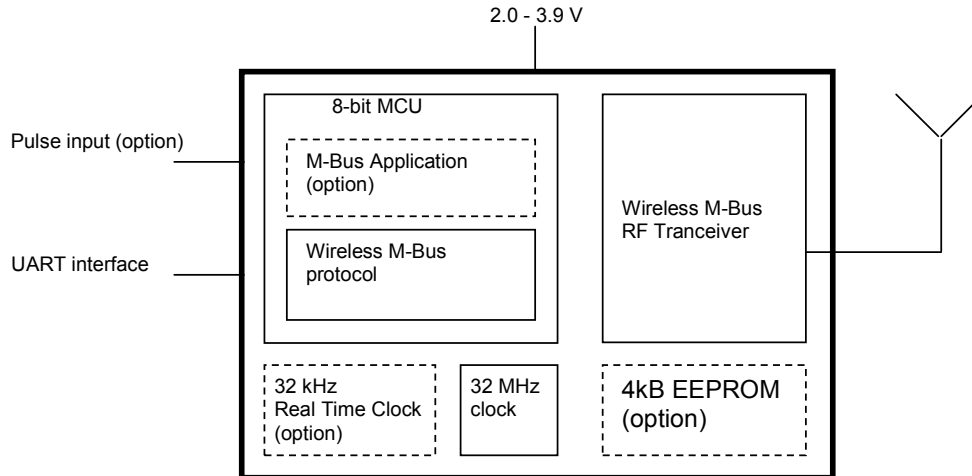 2.0 - 3.9 V
8-bit MCU
Pulse input (option)
M-Bus Application
(option)
Wireless M-Bus
RF Tranceiver
UART interface
Wireless M-Bus
protocol
32 kHz
Real Time Clock
(option)
32 MHz
clock
4kB EEPROM
(option)